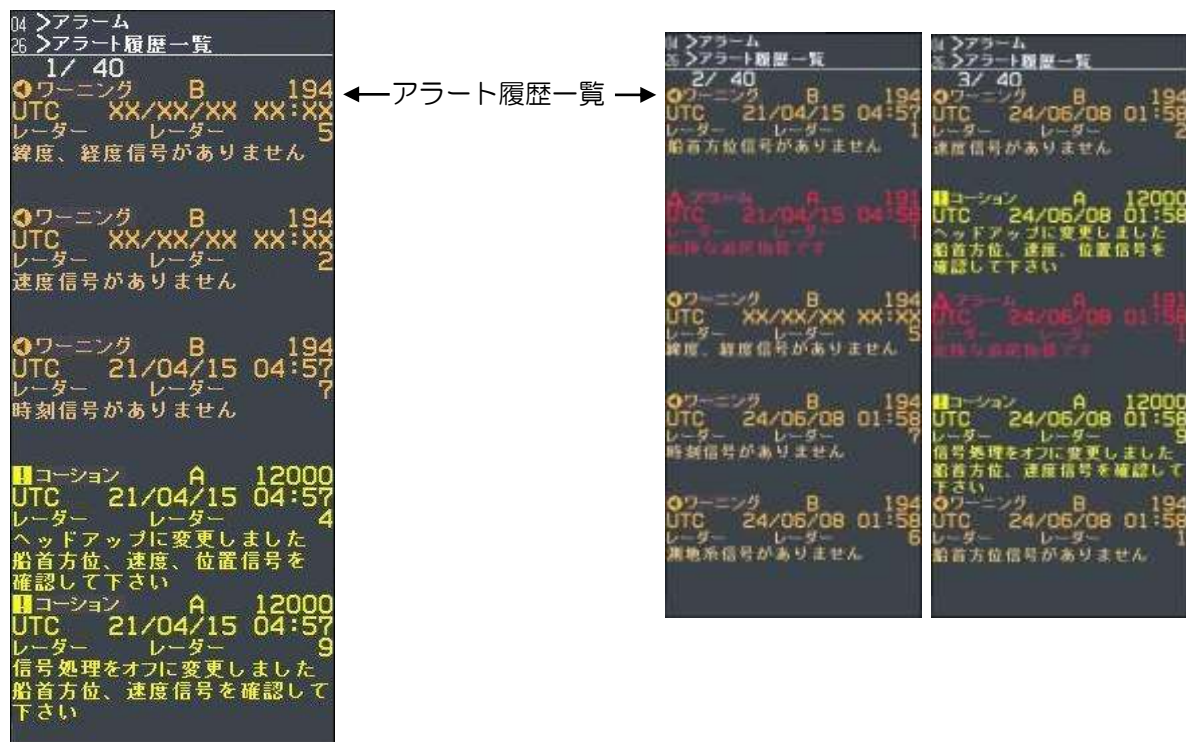 04 >アラーム
26 >アラート履歴一覧
1/ 40
ワーニング B 194
UTC XX/XX/XX XX:XX
レーダー レーダー 5
緯度、経度信号がありません
ワーニング B 194
UTC XX/XX/XX XX:XX
レーダー レーダー 2
速度信号がありません
ワーニング B 194
UTC 21/04/15 04:57
レーダー レーダー 7
時刻信号がありません
! コーション A 12000
UTC 21/04/15 04:57
レーダー レーダー 4
ヘッドアップに変更しました
船首方位、速度、位置信号を
確認して下さい
! コーション A 12000
UTC 21/04/15 04:57
レーダー レーダー 9
信号処理をオフに変更しました
船首方位、速度信号を確認して
下さい
アラート履歴一覧
04 >アラーム
26 >アラート履歴一覧
2/ 40
ワーニング B 194
UTC 21/04/15 04:57
レーダー レーダー 1
船首方位信号がありません
アラーム A 191
UTC 21/04/15 04:56
レーダー レーダー 1
ワーニング B 194
UTC XX/XX/XX XX:XX
レーダー レーダー 5
緯度、経度信号がありません
ワーニング B 194
UTC 24/06/08 01:58
レーダー レーダー 7
時刻信号がありません
ワーニング B 194
UTC 24/06/08 01:58
レーダー レーダー 6
測地系信号がありません
04 >アラーム
26 >アラート履歴一覧
3/ 40
ワーニング B 194
UTC 24/06/08 01:58
レーダー レーダー 2
速度信号がありません
! コーション A 12000
UTC 24/06/08 01:58
ヘッドアップに変更しました
船首方位、速度、位置信号を
確認して下さい
アラーム A 191
UTC 24/06/08 01:58
レーダー レーダー 1
! コーション A 12000
UTC 24/06/08 01:58
レーダー レーダー 9
信号処理をオフに変更しました
船首方位、速度信号を確認して
下さい
ワーニング B 194
UTC 24/06/08 01:58
レーダー レーダー 1
船首方位信号がありません